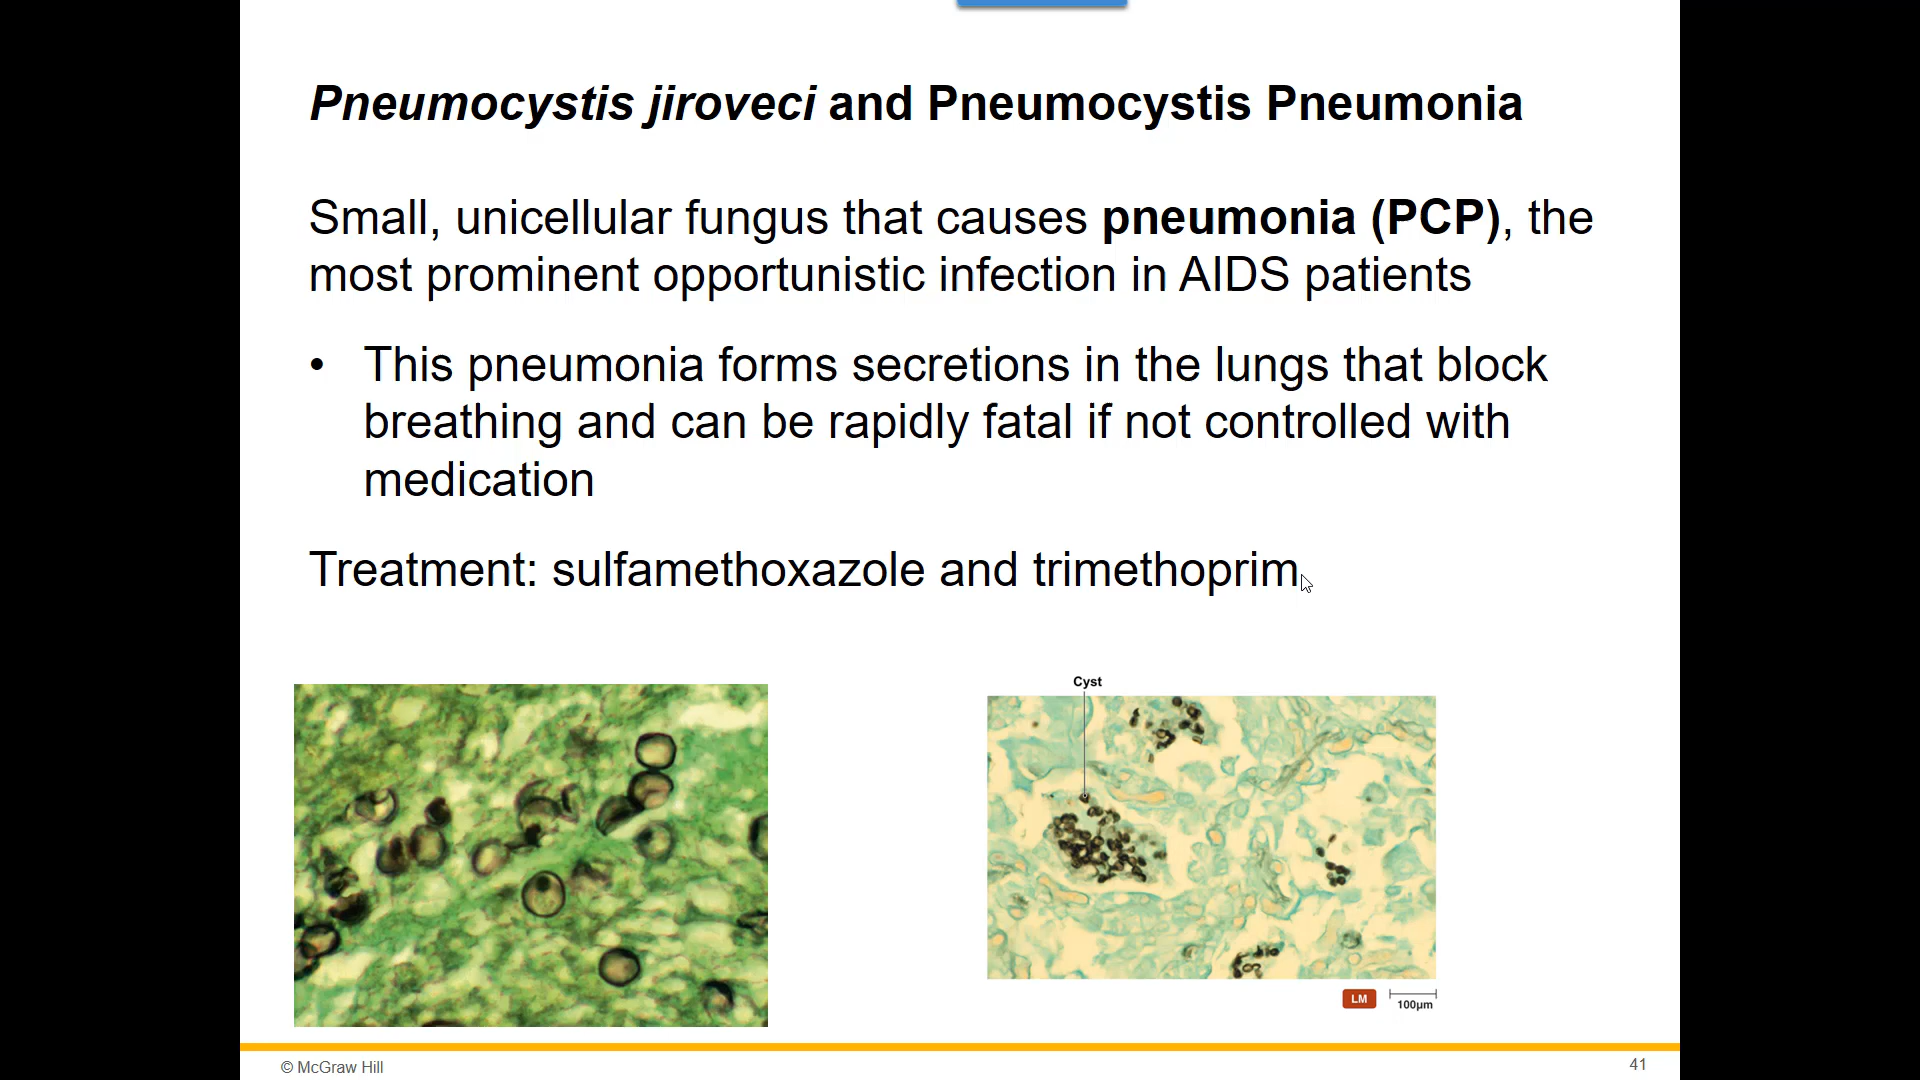 Pneumocystis jiroveci and Pneumocystis Pneumonia
Small, unicellular fungus that causes pneumonia (PCP), the
most prominent opportunistic infection in AIDS patients
• This pneumonia forms secretions in the lungs that block
breathing and can be rapidly fatal if not controlled with
medication
Treatment: sulfamethoxazole and trimethoprim
Cyst
LM
100µm
© McGraw Hill
41